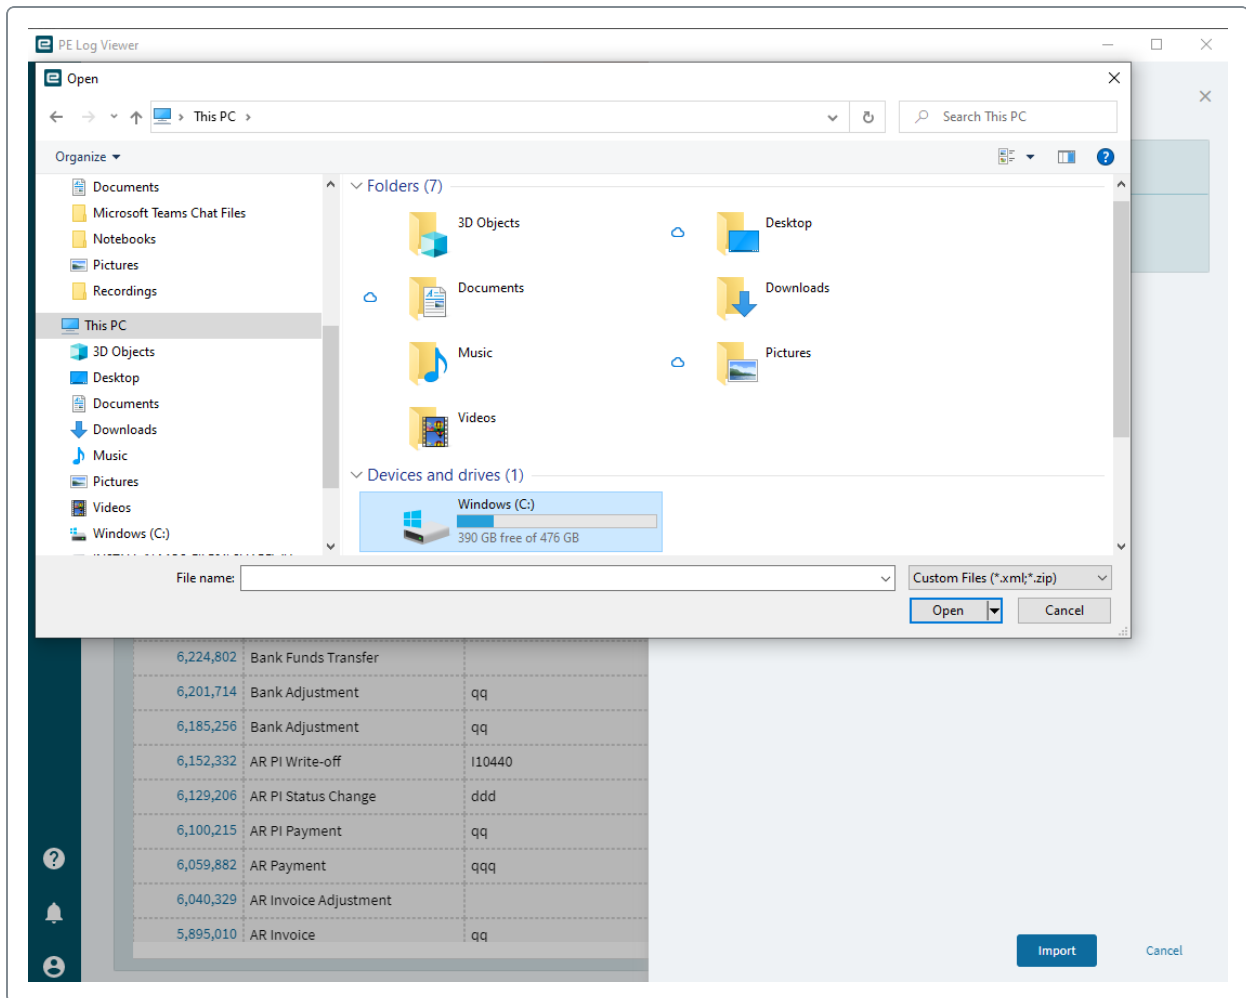 PE Log Viewer
Open
This PC
Search This PC
Organize
Documents
Microsoft Teams Chat Files
Notebooks
Pictures
Recordings
This PC
3D Objects
Desktop
Documents
Downloads
Music
Pictures
Videos
Windows (C:)
Folders (7)
3D Objects
Desktop
Documents
Downloads
Music
Pictures
Videos
Devices and drives (1)
Windows (C:)
390 GB free of 476 GB
File name:
Custom Files (*.xml;*.zip)
Open
Cancel
6,224,802 Bank Funds Transfer
6,201,714 Bank Adjustment qq
6,185,256 Bank Adjustment qq
6,152,332 AR PI Write-off I10440
6,129,206 AR PI Status Change ddd
6,100,215 AR PI Payment qq
6,059,882 AR Payment qqq
6,040,329 AR Invoice Adjustment
5,895,010 AR Invoice qq
Import
Cancel